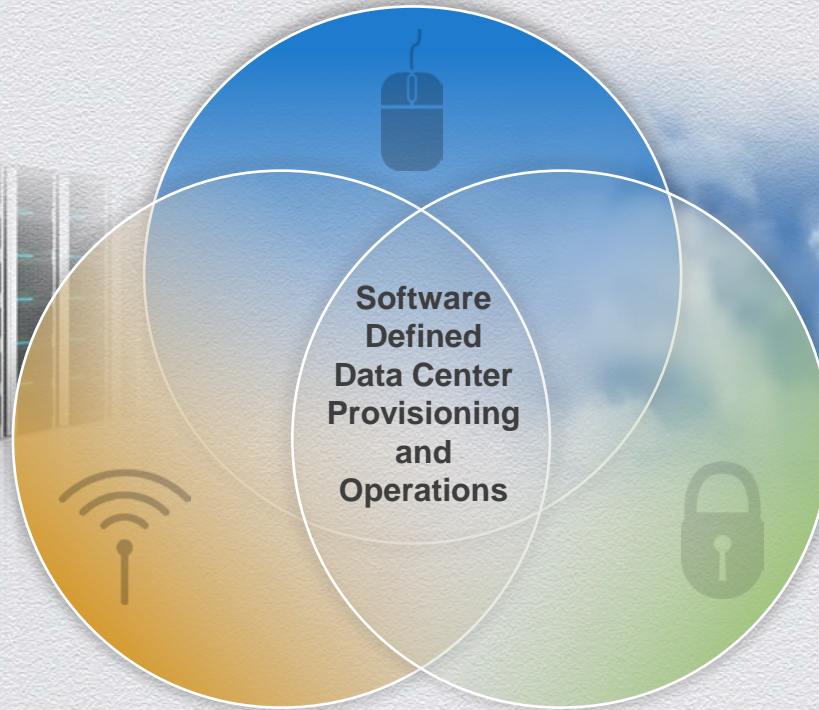 Software
Defined
Data Center
Provisioning
and
Operations